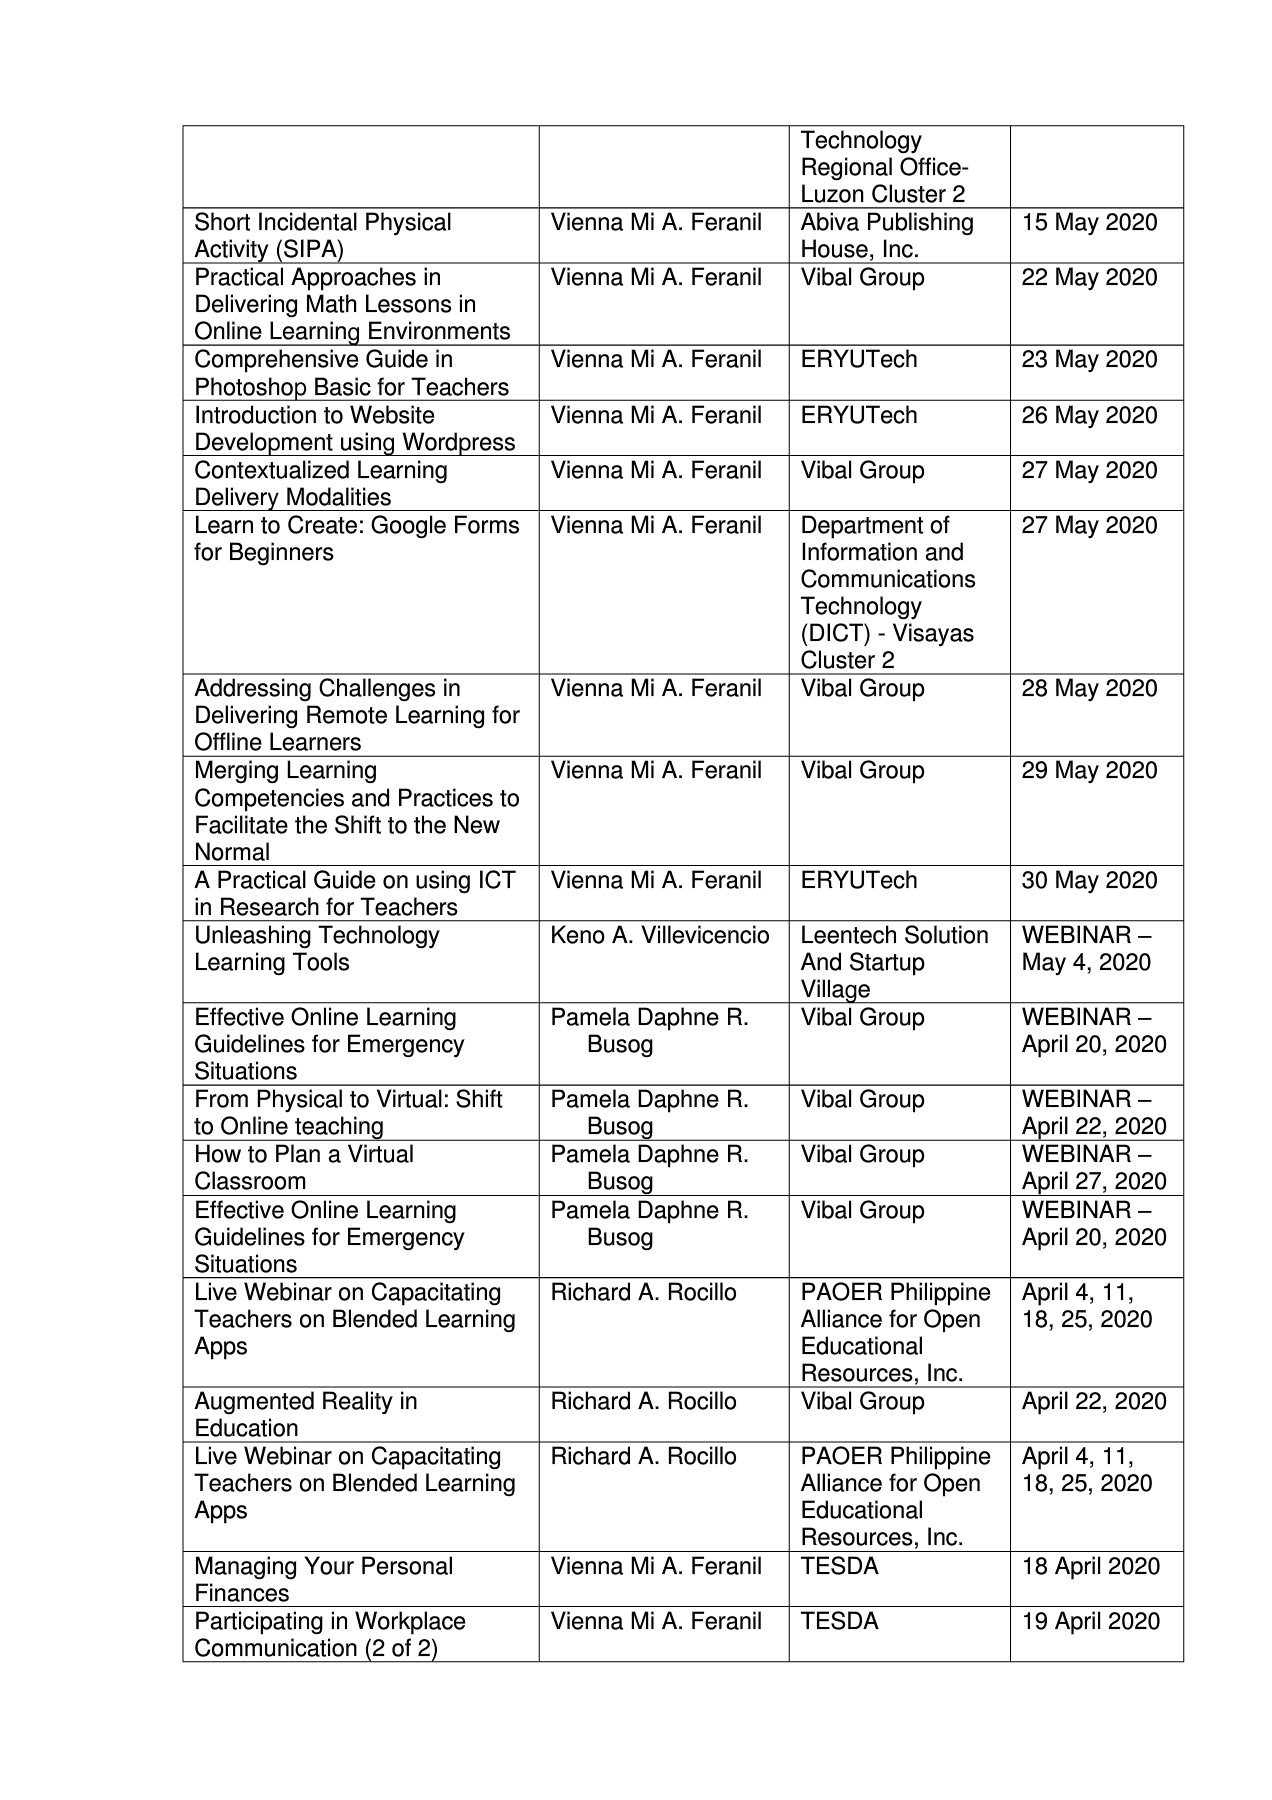 Technology
Regional Office-
Luzon Cluster 2
Short Incidental Physical
Activity (SIPA)
Vienna Mi A. Feranil
Abiva Publishing
House, Inc.
15 May 2020
Practical Approaches in
Delivering Math Lessons in
Online Learning Environments
Vienna Mi A. Feranil
Vibal Group
22 May 2020
Comprehensive Guide in
Photoshop Basic for Teachers
Vienna Mi A. Feranil
ERYUTech
23 May 2020
Introduction to Website
Development using Wordpress
Vienna Mi A. Feranil
ERYUTech
26 May 2020
Contextualized Learning
Delivery Modalities
Vienna Mi A. Feranil
Vibal Group
27 May 2020
Learn to Create: Google Forms
for Beginners
Vienna Mi A. Feranil
Department of
Information and
Communications
Technology
(DICT) - Visayas
Cluster 2
27 May 2020
Addressing Challenges in
Delivering Remote Learning for
Offline Learners
Vienna Mi A. Feranil
Vibal Group
28 May 2020
Merging Learning
Competencies and Practices to
Facilitate the Shift to the New
Normal
Vienna Mi A. Feranil
Vibal Group
29 May 2020
A Practical Guide on using ICT
in Research for Teachers
Vienna Mi A. Feranil
ERYUTech
30 May 2020
Unleashing Technology
Learning Tools
Keno A. Villevicencio
Leentech Solution
And Startup
Village
WEBINAR –
May 4, 2020
Effective Online Learning
Guidelines for Emergency
Situations
Pamela Daphne R.
Busog
Vibal Group
WEBINAR –
April 20, 2020
From Physical to Virtual: Shift
to Online teaching
Pamela Daphne R.
Busog
Vibal Group
WEBINAR –
April 22, 2020
How to Plan a Virtual
Classroom
Pamela Daphne R.
Busog
Vibal Group
WEBINAR –
April 27, 2020
Effective Online Learning
Guidelines for Emergency
Situations
Pamela Daphne R.
Busog
Vibal Group
WEBINAR –
April 20, 2020
Live Webinar on Capacitating
Teachers on Blended Learning
Apps
Richard A. Rocillo
PAOER Philippine
Alliance for Open
Educational
Resources, Inc.
April 4, 11,
18, 25, 2020
Augmented Reality in
Education
Richard A. Rocillo
Vibal Group
April 22, 2020
Live Webinar on Capacitating
Teachers on Blended Learning
Apps
Richard A. Rocillo
PAOER Philippine
Alliance for Open
Educational
Resources, Inc.
April 4, 11,
18, 25, 2020
Managing Your Personal
Finances
Vienna Mi A. Feranil
TESDA
18 April 2020
Participating in Workplace
Communication (2 of 2)
Vienna Mi A. Feranil
TESDA
19 April 2020